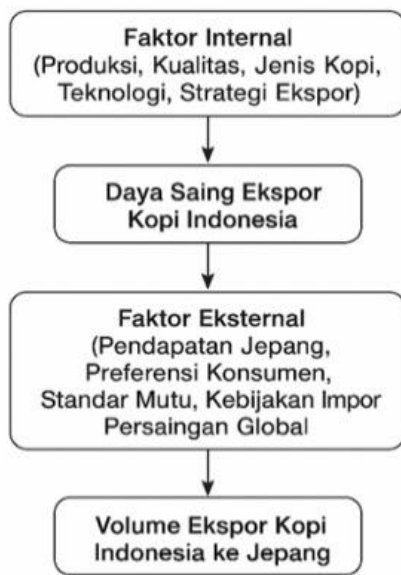 Faktor Internal
(Produksi, Kualitas, Jenis Kopi,
Teknologi, Strategi Ekspor)
Daya Saing Ekspor
Kopi Indonesia
Faktor Eksternal
(Pendapatan Jepang,
Preferensi Konsumen,
Standar Mutu, Kebijakan Impor
Persaingan Global
Volume Ekspor Kopi
Indonesia ke Jepang